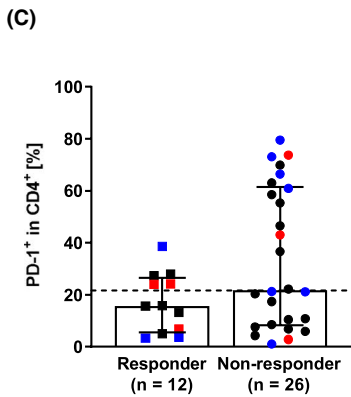 (C)
PD-1⁺ in CD4⁺ [%]
100
80
60
40
20
0
Responder Non-responder
(n = 12) (n = 26)